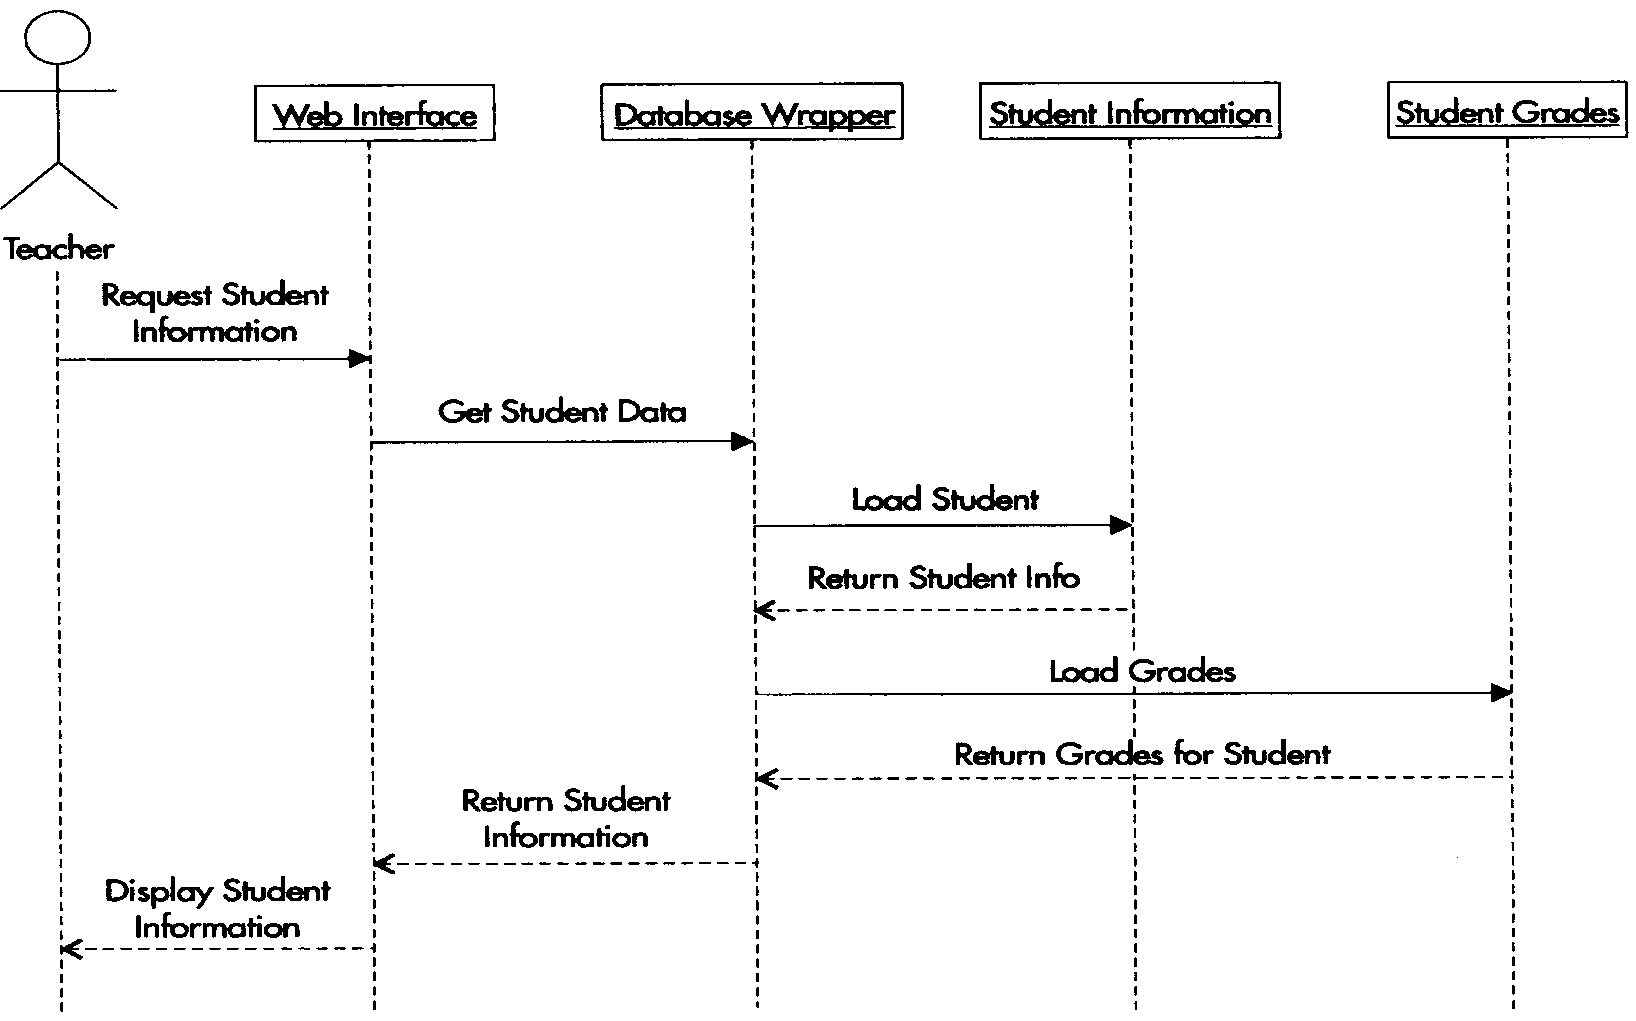 Web Interface
Database Wrapper
Student Information
Student Grades
Teacher
Request Student
Information
Get Student Data
Load Student
Return Student Info
Load Grades
Return Grades for Student
Return Student
Information
Display Student
Information